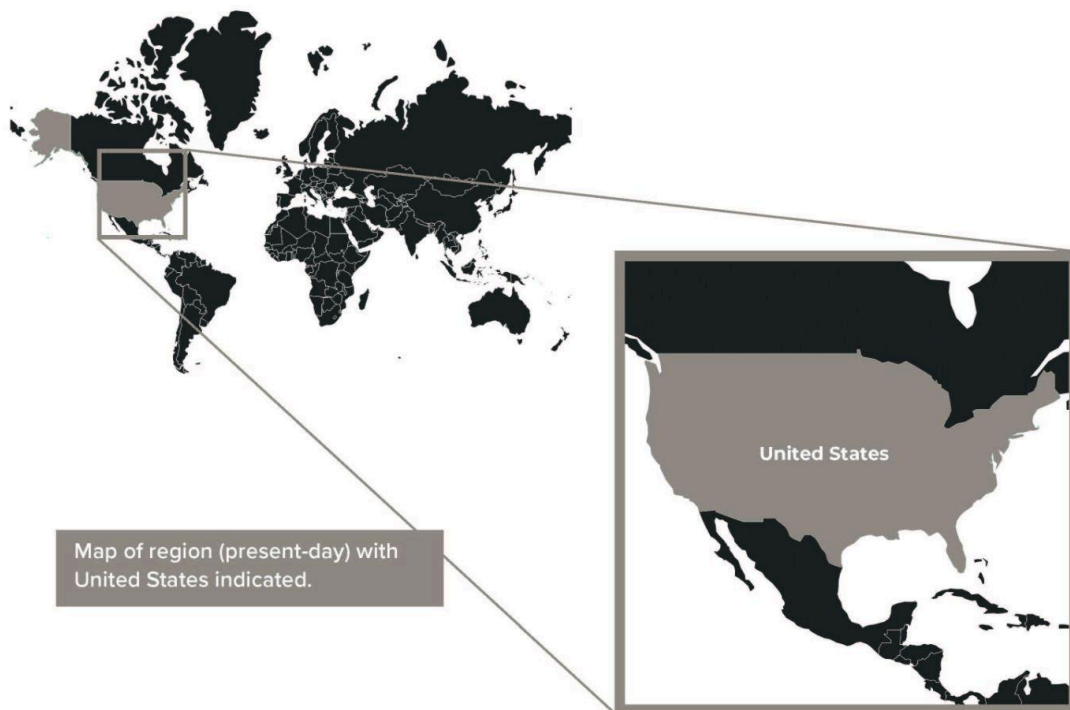 United States
Map of region (present-day) with
United States indicated.